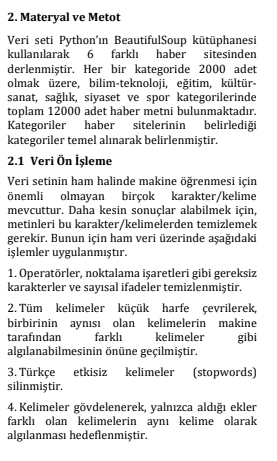 2. Materyal ve Metot
Veri seti Python'ın BeautifulSoup kütüphanesi
kullanılarak 6 farklı haber sitesinden
derlenmiştir. Her bir kategoride 2000 adet
olmak üzere, bilim-teknoloji, eğitim, kültür-
sanat, sağlık, siyaset ve spor kategorilerinde
toplam 12000 adet haber metni bulunmaktadır.
Kategoriler haber sitelerinin belirlediği
kategoriler temel alınarak belirlenmiştir.
2.1 Veri Ön İşleme
Veri setinin ham halinde makine öğrenmesi için
önemli olmayan birçok karakter/kelime
mevcuttur. Daha kesin sonuçlar alabilmek için,
metinleri bu karakter/kelimelerden temizlemek
gerekir. Bunun için ham veri üzerinde aşağıdaki
işlemler uygulanmıştır.
1. Operatörler, noktalama işaretleri gibi gereksiz
karakterler ve sayısal ifadeler temizlenmiştir.
2. Tüm kelimeler küçük harfe çevrilerek,
birbirinin aynısı olan kelimelerin makine
tarafından farklı kelimeler gibi
algılanabilmesinin önüne geçilmiştir.
3. Türkçe etkisiz kelimeler (stopwords)
silinmiştir.
4. Kelimeler gövdelenerek, yalnızca aldığı ekler
farklı olan kelimelerin aynı kelime olarak
algılanması hedeflenmiştir.